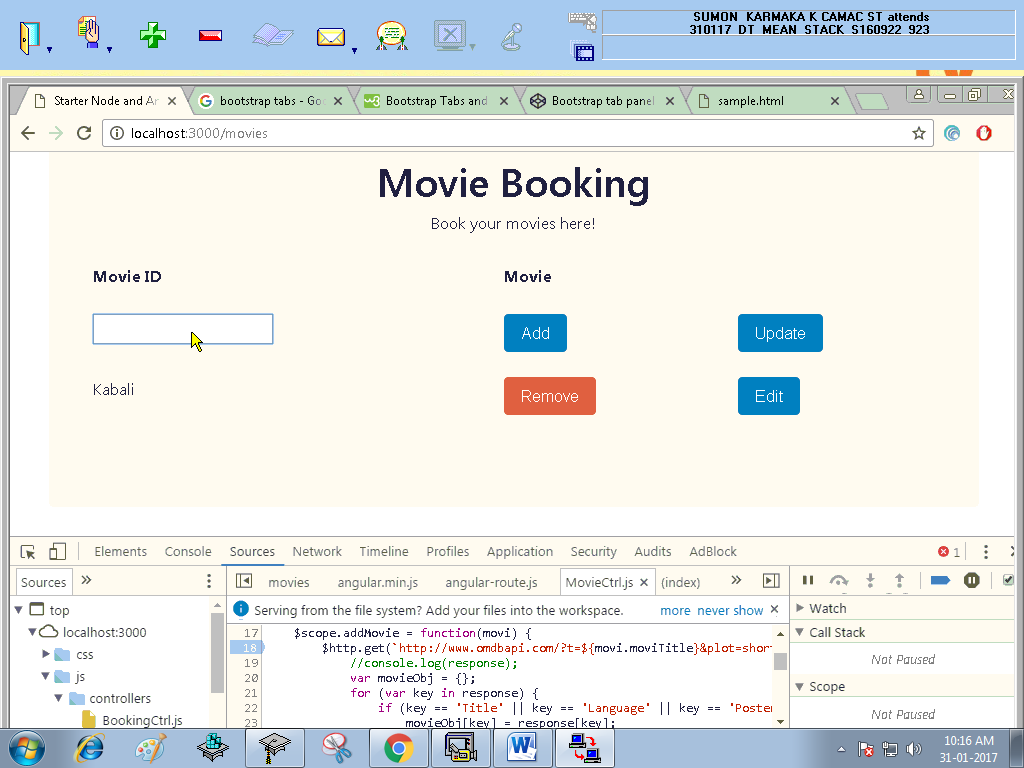 SUMON KARMAKA K CAMAC ST attends
310117 DT MEAN STACK S160922 923
Starter Node and Ar
bootstrap tabs - Go
Bootstrap Tabs and
Bootstrap tab panel
sample.html
localhost:3000/movies
Movie Booking
Book your movies here!
Movie ID
Movie
Add
Update
Kabali
Remove
Edit
Elements Console Sources Network Timeline Profiles Application Security Audits AdBlock
1
Sources
movies angular.min.js angular-route.js MovieCtrl.js (index)
Serving from the file system? Add your files into the workspace. more never show
top
localhost:3000
css
js
controllers
BookingCtrl.js
17 $scope.addMovie = function(movi) {
18 $http.get(`http://www.omdbapi.com/?t=${movi.moviTitle}&plot=shor
19 //console.log(response);
20 var movieObj = {};
21 for (var key in response) {
22 if (key == 'Title' || key == 'Language' || key == 'Poste
23 movieObj[key] = response[key];
Watch
Call Stack
Not Paused
Scope
Not Paused
10:16 AM
31-01-2017